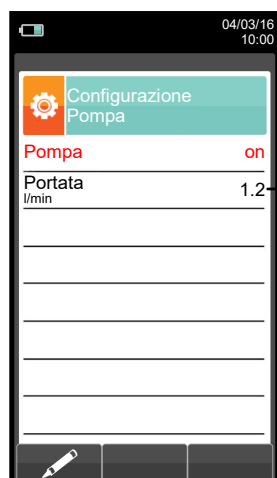 04/03/16
10:00
Configurazione
Pompa
Pompa on
Portata 1.2
l/min